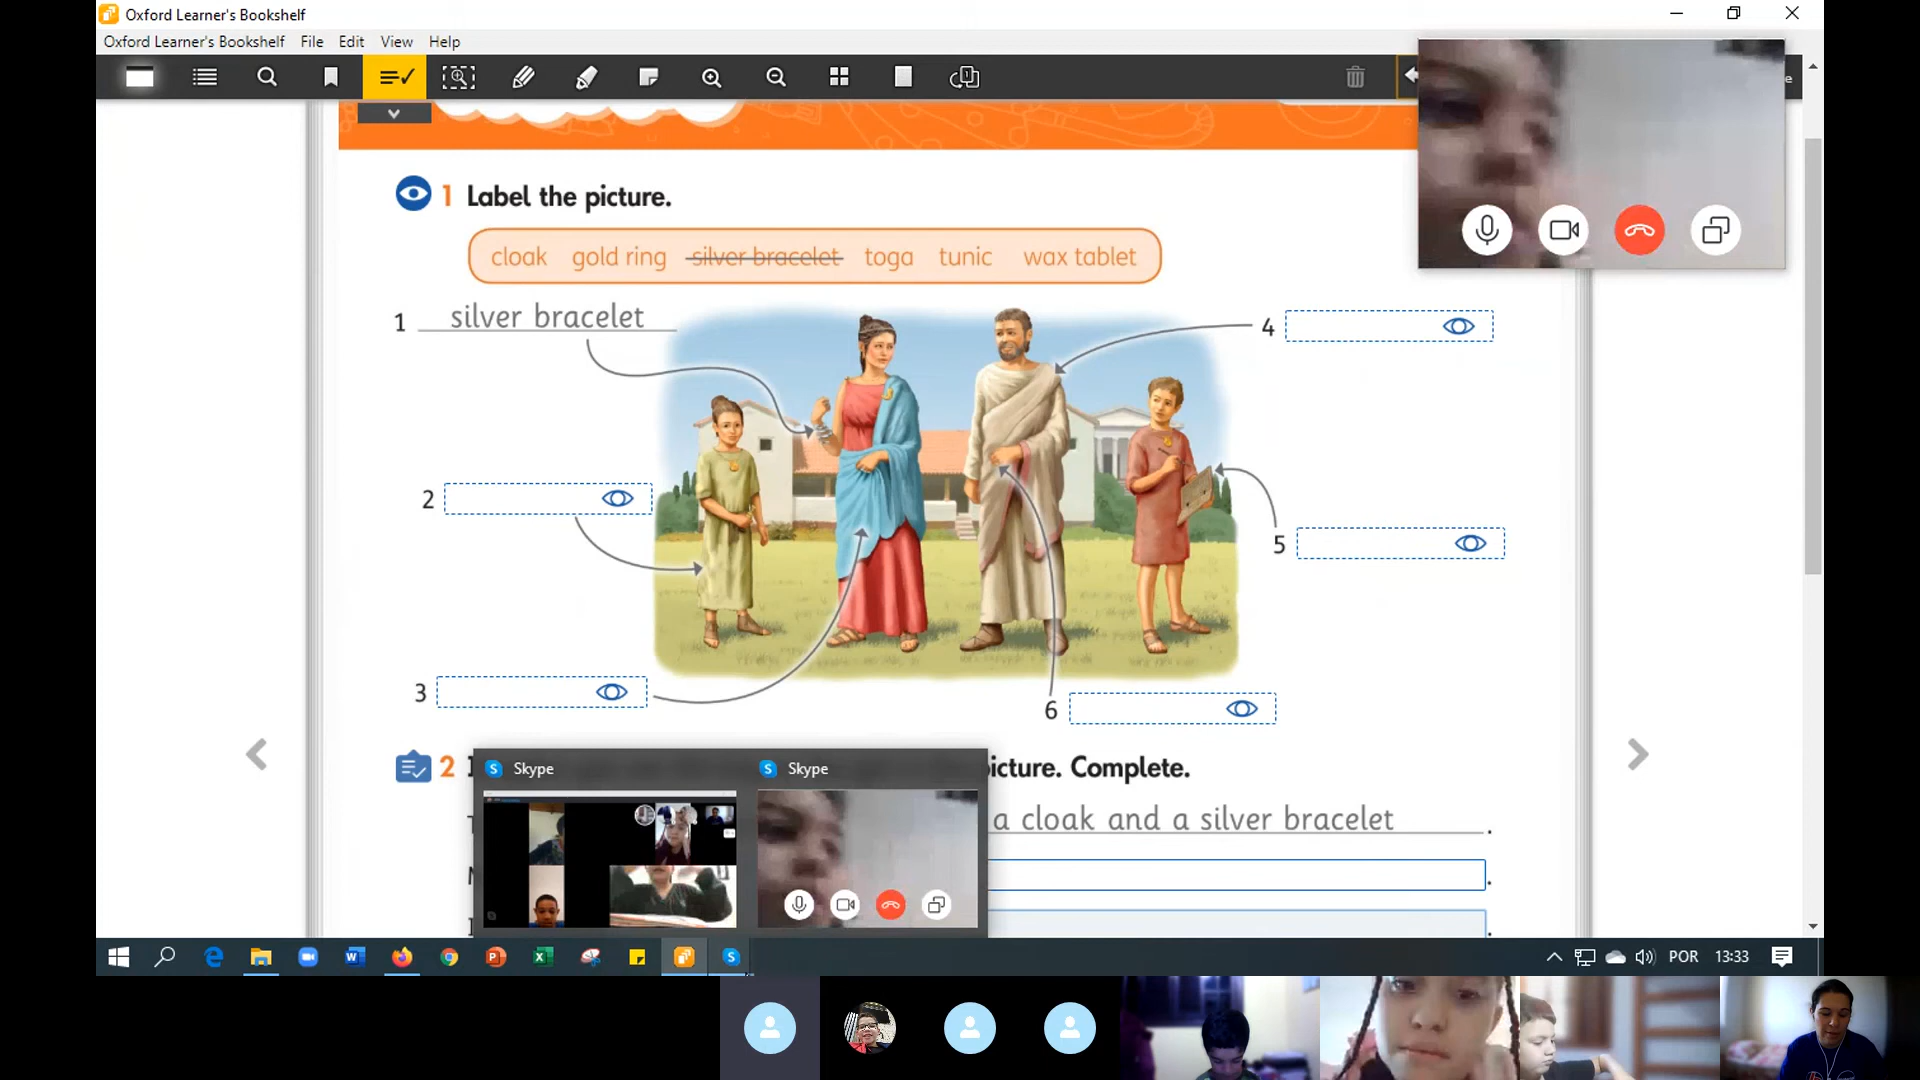 Oxford Learner's Bookshelf
Oxford Learner's Bookshelf File Edit View Help
1 Label the picture.
cloak gold ring silver bracelet toga tunic wax tablet
1 silver bracelet
4
2
5
3
6
2
Skype Skype
picture. Complete.
a cloak and a silver bracelet .
.
.
POR 13:33